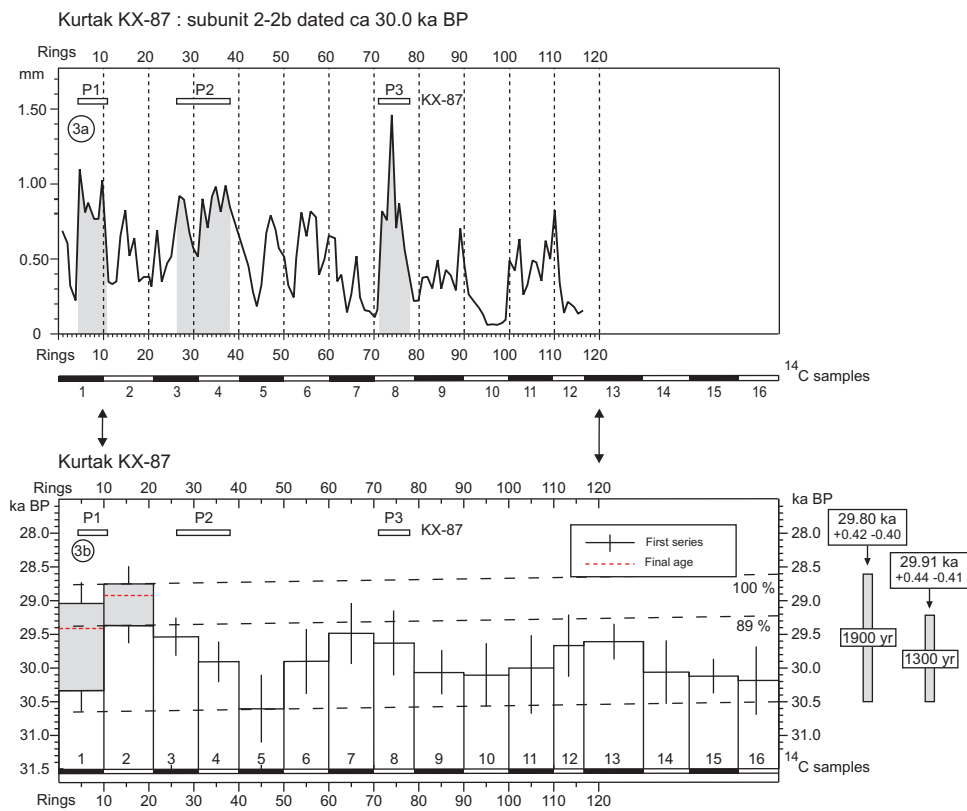 Kurtak KX-87 : subunit 2-2b dated ca 30.0 ka BP
Rings 10 20 30 40 50 60 70 80 90 100 110 120
mm
P1 P2 P3 KX-87
1.50
3a
1.00
0.50
0
Rings 10 20 30 40 50 60 70 80 90 100 110 120
14C samples
1 2 3 4 5 6 7 8 9 10 11 12 13 14 15 16
Kurtak KX-87
Rings 10 20 30 40 50 60 70 80 90 100 110 120
ka BP ka BP
P1 P2 P3 KX-87
28.0 28.0
3b
First series
Final age
28.5 28.5
100 %
29.0 29.0
89 %
29.5 29.5
30.0 30.0
30.5 30.5
31.0 31.0
1 2 3 4 5 6 7 8 9 10 11 12 13 14 15 16
31.5 31.5
14C samples
Rings 10 20 30 40 50 60 70 80 90 100 110 120
29.80 ka
+0.42 -0.40
29.91 ka
+0.44 -0.41
1900 yr
1300 yr